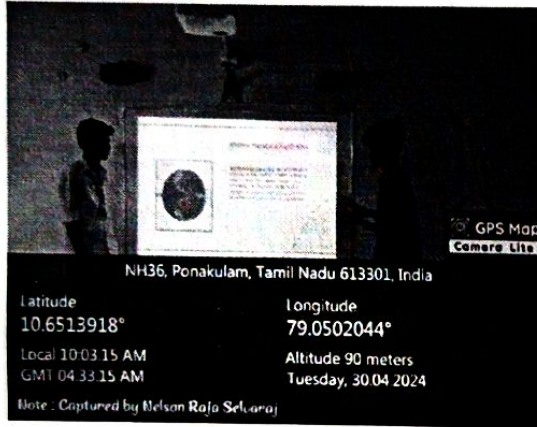 GPS Map
Camera Lite
NH36, Ponakulam, Tamil Nadu 613301, India
Latitude
10.6513918°
Longitude
79.0502044°
Local 10:03:15 AM
GMT 04:33:15 AM
Altitude 90 meters
Tuesday, 30.04.2024
Note : Captured by Nelson Raja Selvaraj